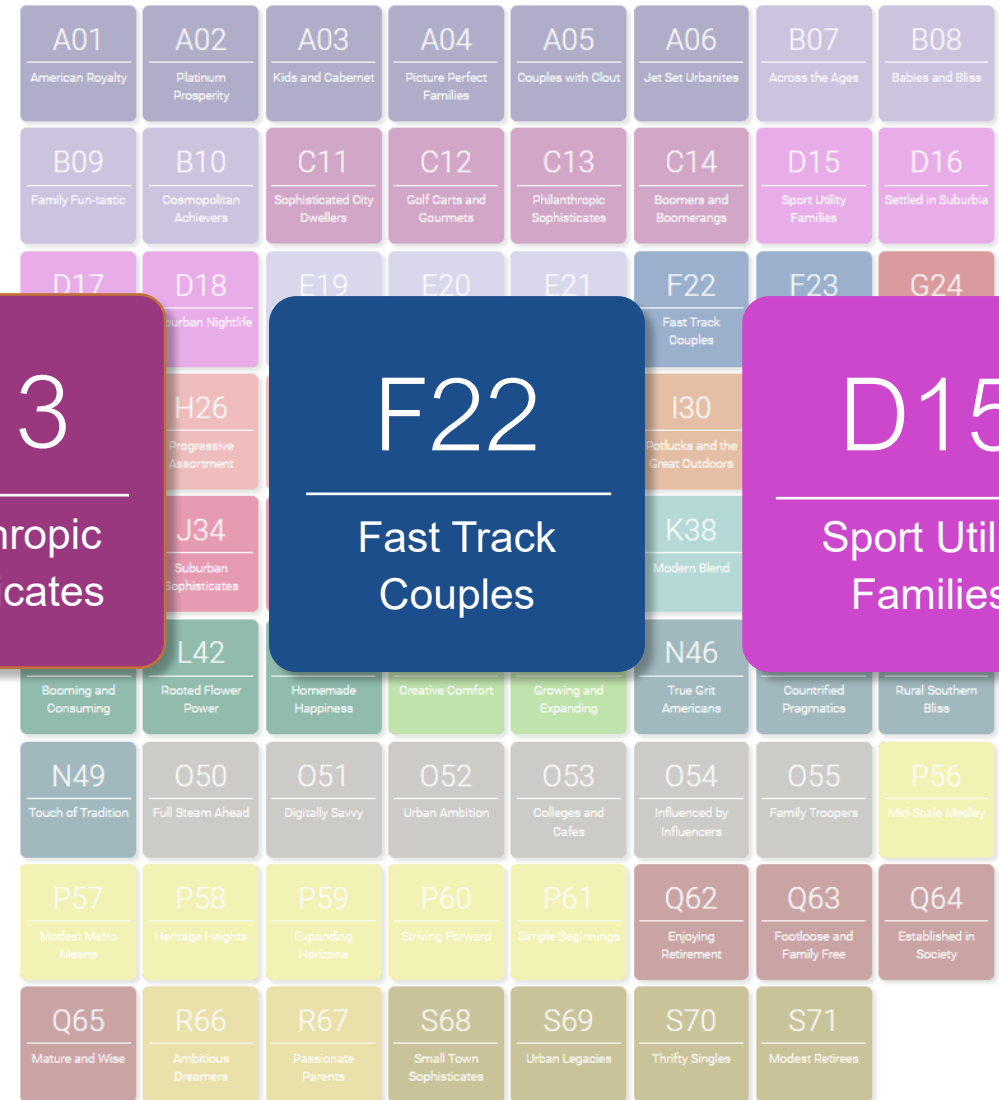 A01
American Royalty
A02
Platinum
Prosperity
A03
Kids and Cabernet
A04
Picture Perfect
Families
A05
Couples with Clout
A06
Jet Set Urbanites
B07
Across the Ages
B08
Babies and Bliss
B09
Family Fun-tastic
B10
Cosmopolitan
Achievers
C11
Sophisticated City
Dwellers
C12
Golf Carts and
Gourmets
C13
Philanthropic
Sophisticates
C14
Boomers and
Boomerangs
D15
Sport Utility
Families
D16
Settled in Suburbia
D17
D18
urban Nightlife
E19
E20
E21
F22
Fast Track
Couples
F23
G24
3
hropic
icates
H26
Progressive
Assortment
F22
Fast Track
Couples
I30
Potlucks and the
Great Outdoors
D15
Sport Util
Families
J34
Suburban
Sophisticates
K38
Modern Blend
Booming and
Consuming
L42
Rooted Flower
Power
Homemade
Happiness
Creative Comfort
Growing and
Expanding
N46
True Grit
Americans
Countrified
Pragmatics
Rural Southern
Bliss
N49
Touch of Tradition
O50
Full Steam Ahead
O51
Digitally Savvy
O52
Urban Ambition
O53
Colleges and
Cafes
O54
Influenced by
Influencers
O55
Family Troopers
P56
Mid-Scale Medley
P57
Modest Metro
Means
P58
Heritage Heights
P59
Expanding
Horizons
P60
Striving Forward
P61
Simple Beginnings
Q62
Enjoying
Retirement
Q63
Footloose and
Family Free
Q64
Established in
Society
Q65
Mature and Wise
R66
Ambitious
Dreamers
R67
Passionate
Parents
S68
Small Town
Sophisticates
S69
Urban Legacies
S70
Thrifty Singles
S71
Modest Retirees